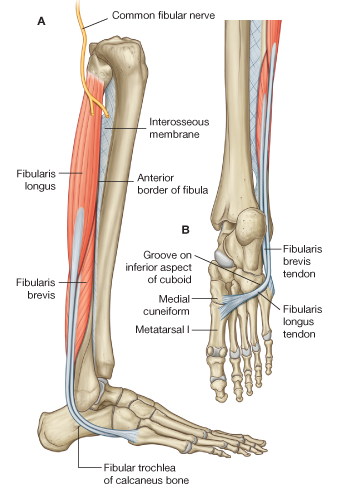 A
Common fibular nerve
Interosseous
membrane
Fibularis
longus
Anterior
border of fibula
B
Groove on
inferior aspect
of cuboid
Fibularis
brevis
tendon
Fibularis
brevis
Medial
cuneiform
Fibularis
longus
tendon
Metatarsal I
Fibular trochlea
of calcaneus bone